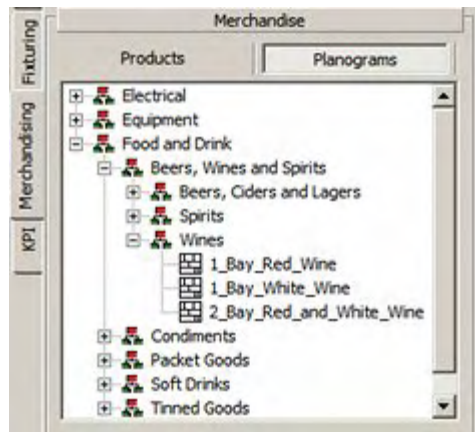 Merchandise
Products
Planograms
Fixturing
Merchandising
KPI
Electrical
Equipment
Food and Drink
Beers, Wines and Spirits
Beers, Ciders and Lagers
Spirits
Wines
1_Bay_Red_Wine
1_Bay_White_Wine
2_Bay_Red_and_White_Wine
Condiments
Packet Goods
Soft Drinks
Tinned Goods